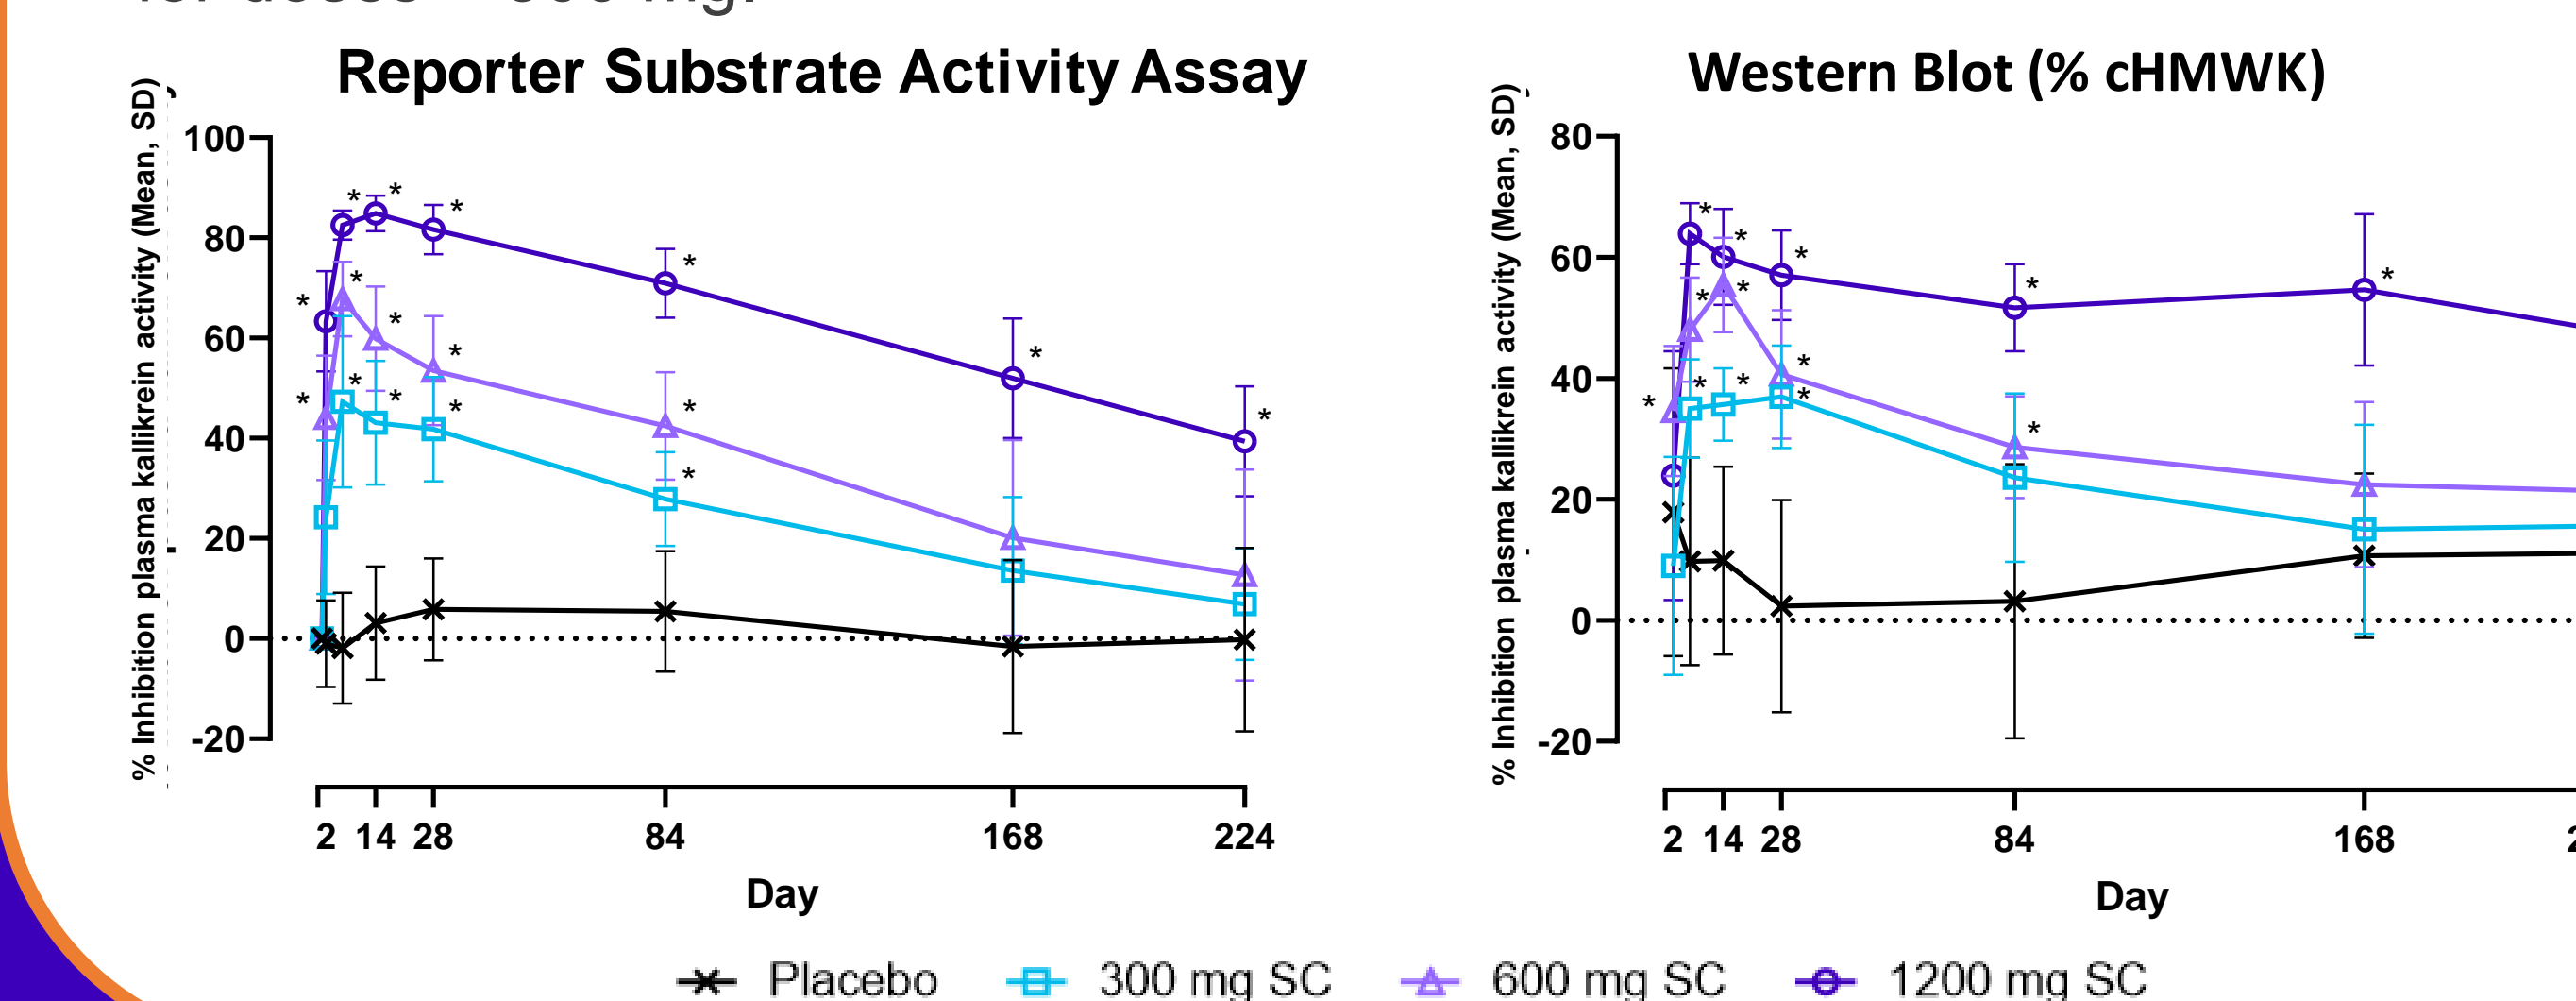 Reporter Substrate Activity Assay
% Inhibition plasma kallikrein activity (Mean, SD)
100
80
60
40
20
0
-20
* * * * * * * * * * * * * * * * *
2 14 28 84 168 224
Day
Western Blot (% cHMWK)
% Inhibition plasma kallikrein activity (Mean, SD)
80
60
40
20
0
-20
* * * * * * * * * * * * * *
2 14 28 84 168
Day
Placebo 300 mg SC 600 mg SC 1200 mg SC